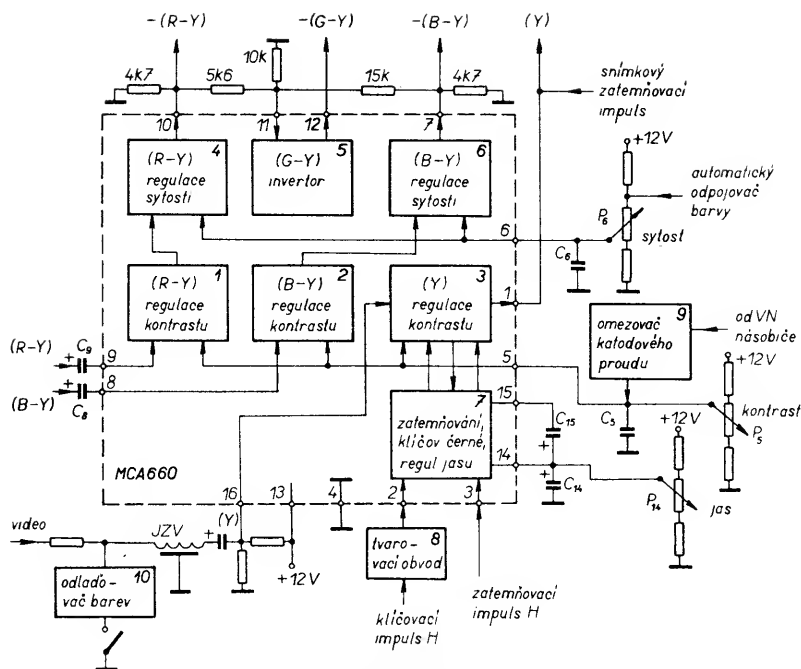 -(R-Y)
-(G-Y)
-(B-Y)
(Y)
4k7
5k6
10k
15k
4k7
snímkový
zatemňovací
impuls
10
11
12
7
4
(R-Y)
regulace
sytosti
5
(G-Y)
invertor
6
(B-Y)
regulace
sytosti
+12V
automatický
odpojovač
barvy
P6
sytost
6
C6
1
(R-Y)
regulace
kontrastu
2
(B-Y)
regulace
kontrastu
3
(Y)
regulace
kontrastu
1
9
omezovač
katodového
proudu
od VN
násobiče
(R-Y)
C9
+
9
5
+12V
(B-Y)
C8
+
8
7
zatemňování,
klíčov černé,
regul jasu
15
C15
+
C5
kontrast
P5
+12V
14
+
C14
P14
jas
MCA660
16
13
4
2
3
video
JZV
+
(Y)
+12V
8
tvaro-
vací obvod
10
odlaďo-
vač barev
klíčovací
impuls H
zatemňovací
impuls H